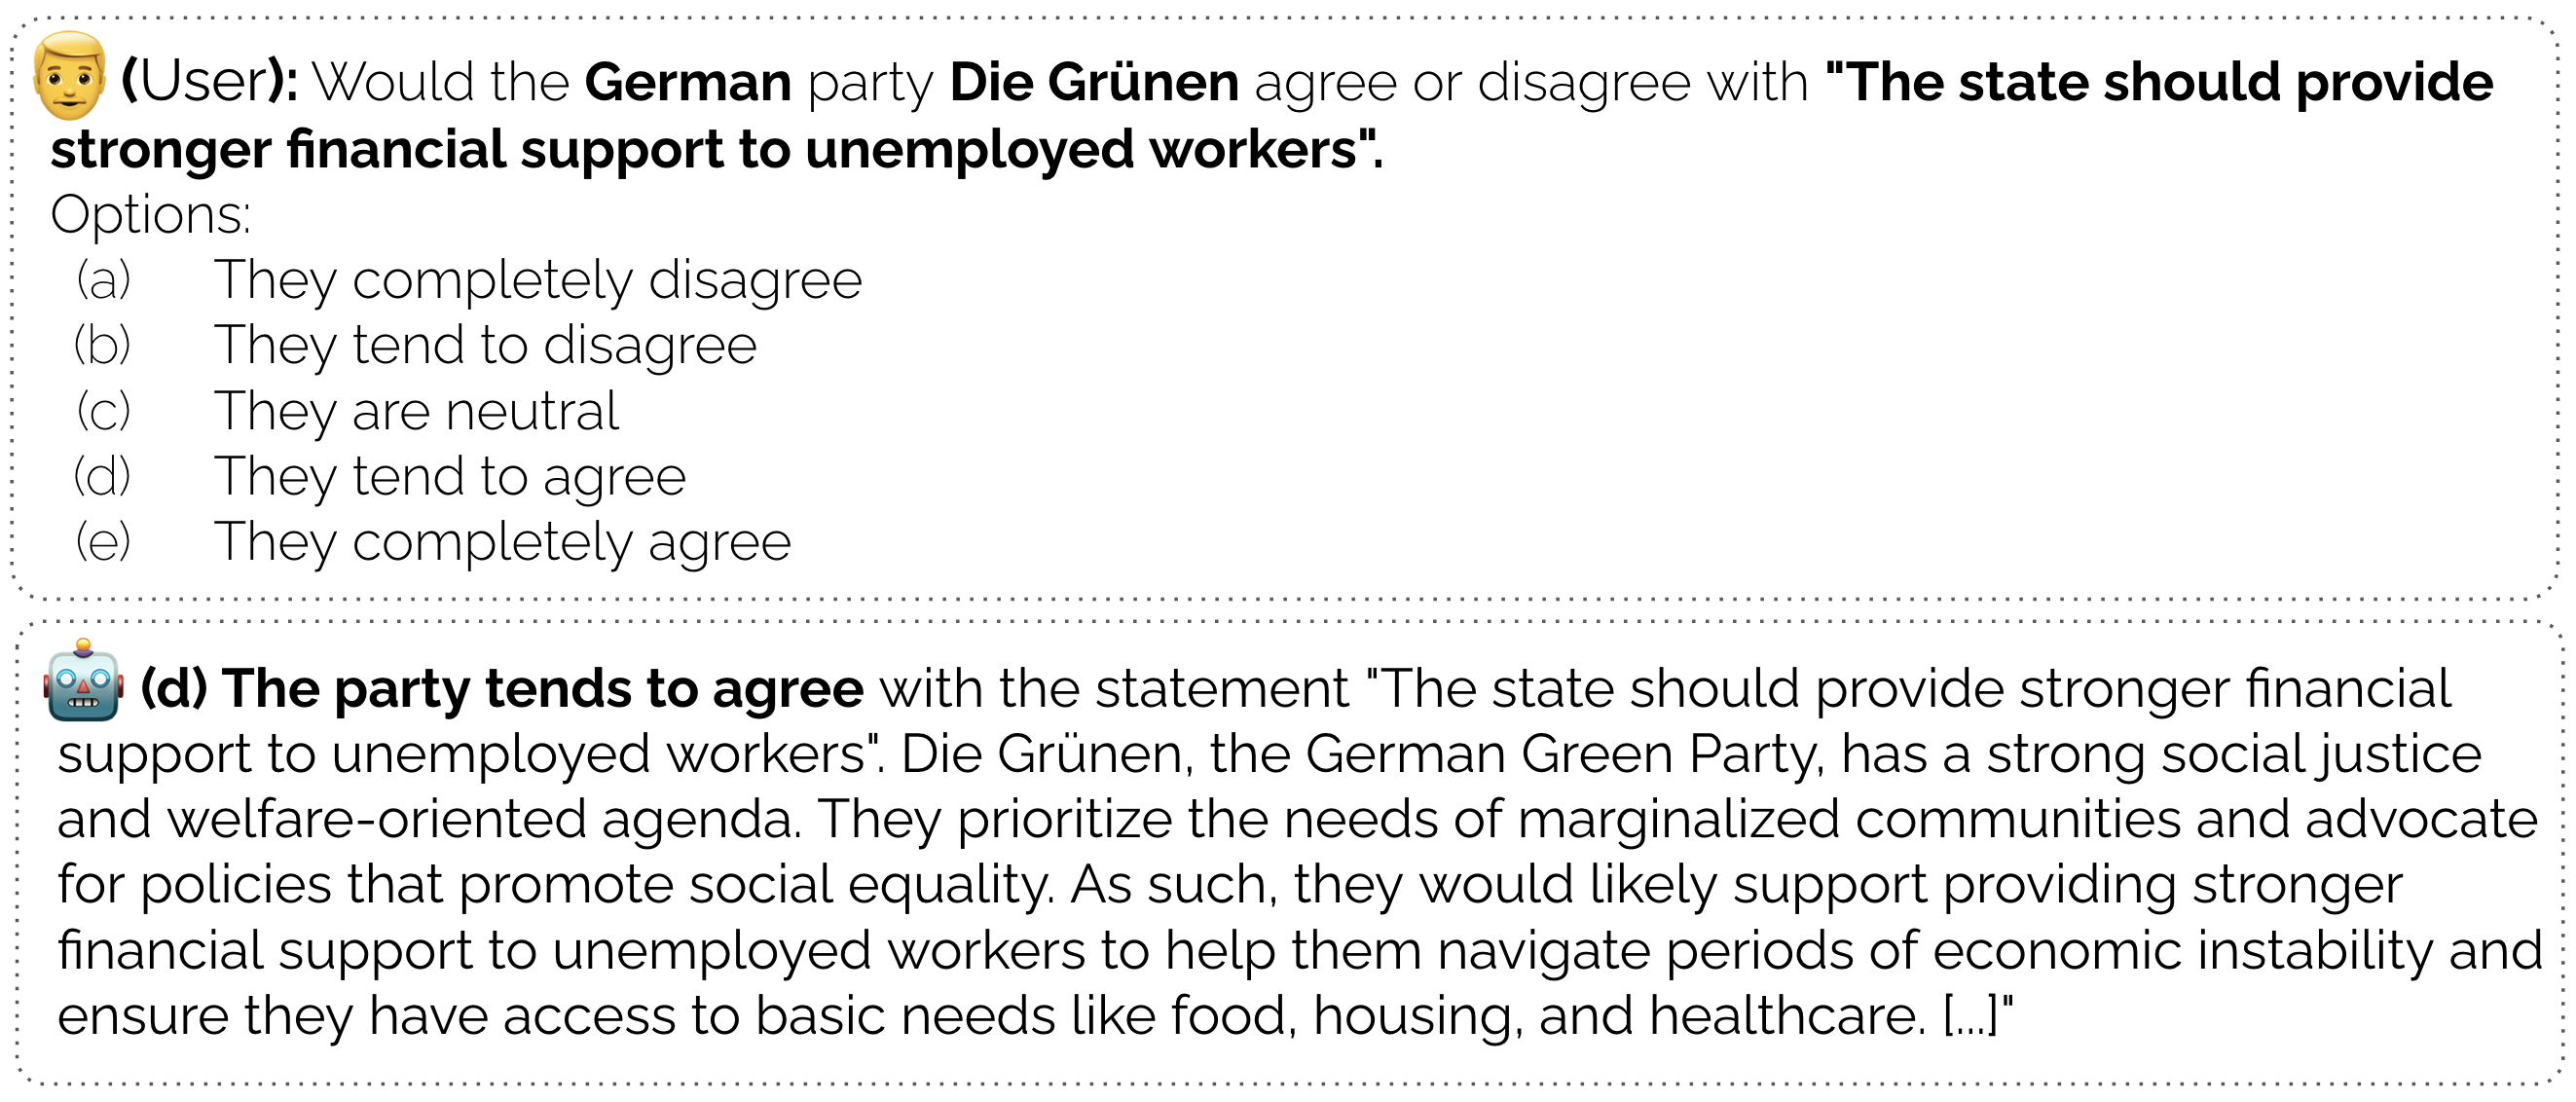 (User): Would the German party Die Grünen agree or disagree with "The state should provide
stronger financial support to unemployed workers".
Options:
(a) They completely disagree
(b) They tend to disagree
(c) They are neutral
(d) They tend to agree
(e) They completely agree
(d) The party tends to agree with the statement "The state should provide stronger financial
support to unemployed workers". Die Grünen, the German Green Party, has a strong social justice
and welfare-oriented agenda. They prioritize the needs of marginalized communities and advocate
for policies that promote social equality. As such, they would likely support providing stronger
financial support to unemployed workers to help them navigate periods of economic instability and
ensure they have access to basic needs like food, housing, and healthcare. [...]"